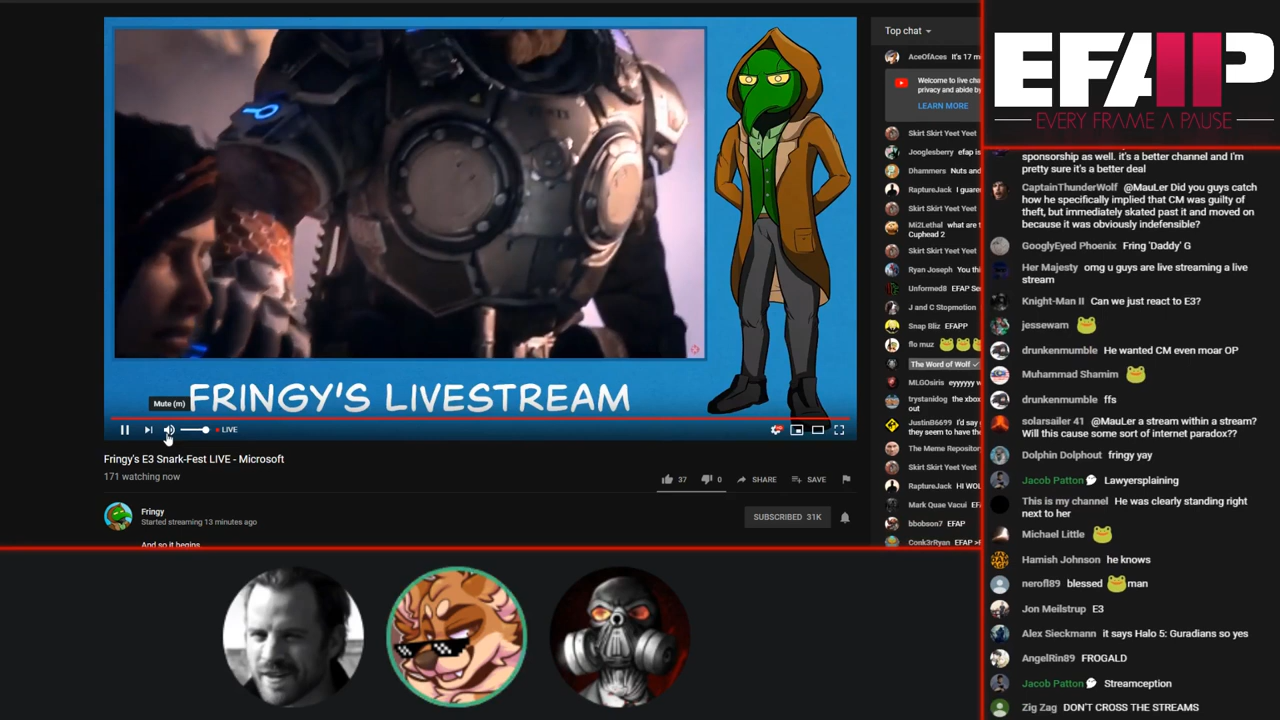 Top chat
AceOfAces It's 17 m
Welcome to live cha
privacy and abide by
LEARN MORE
Skirt Skirt Yeet Yeet
Jooglesberry efap is
Dhammers Nuts and
RaptureJack I guare
Skirt Skirt Yeet Yeet
Mi2Lethal what are t
Cuphead 2
Skirt Skirt Yeet Yeet
Ryan Joseph You thi
Unformed8 EFAP Se
J and C Stopmotion
Snap Bliz EFAPP
flo muz
The Word of Wolf
MLGOsiris eyyyyyy w
trystanidog the xbox
out
JustinB6699 I'd say
they seem to have the
The Meme Repository
Skirt Skirt Yeet Yeet
RaptureJack HI WOL
Mark Quae Vacui EF
bbobson7 EFAP
Conk3rRyan EFAP >F
FRINGY'S LIVESTREAM
Mute (m)
LIVE
Fringy's E3 Snark-Fest LIVE - Microsoft
171 watching now
37
0
SHARE
SAVE
Fringy
Started streaming 13 minutes ago
SUBSCRIBED 31K
And so it begins
EFAP
EVERY FRAME A PAUSE
sponsorship as well. it's a better channel and I'm
pretty sure it's a better deal
CaptainThunderWolf @MauLer Did you guys catch
how he specifically implied that CM was guilty of
theft, but immediately skated past it and moved on
because it was obviously indefensible?
GooglyEyed Phoenix Fring 'Daddy' G
Her Majesty omg u guys are live streaming a live
stream
Knight-Man II Can we just react to E3?
jessewam
drunkenmumble He wanted CM even moar OP
Muhammad Shamim
drunkenmumble ffs
solarsailer 41 @MauLer a stream within a stream?
Will this cause some sort of internet paradox??
Dolphin Dolphout fringy yay
Jacob Patton Lawyersplaining
This is my channel He was clearly standing right
next to her
Michael Little
Hamish Johnson he knows
nerofl89 blessed man
Jon Meilstrup E3
Alex Sieckmann it says Halo 5: Guradians so yes
AngelRin89 FROGALD
Jacob Patton Streamception
Zig Zag DON'T CROSS THE STREAMS